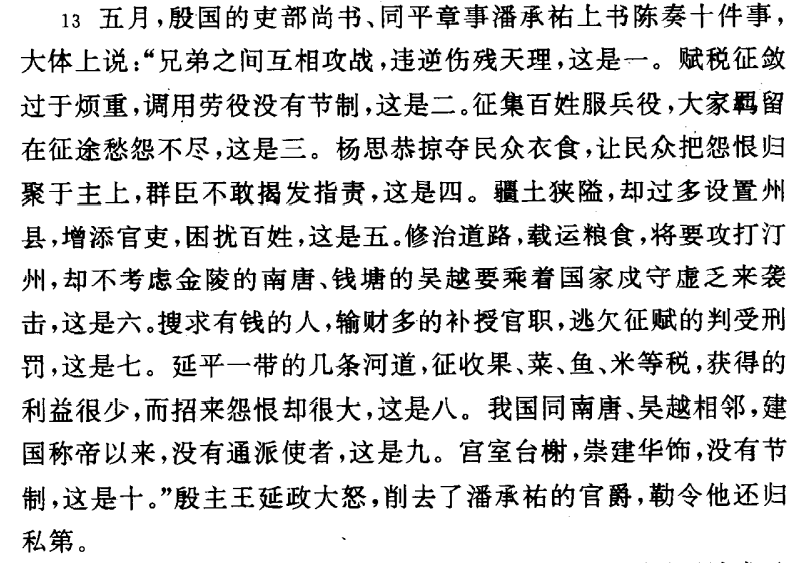 13 五月，殷国的吏部尚书、同平章事潘承祐上书陈奏十件事，
大体上说：“兄弟之间互相攻战，违逆伤残天理，这是一。赋税征敛
过于烦重，调用劳役没有节制，这是二。征集百姓服兵役，大家羁留
在征途愁怨不尽，这是三。杨思恭掠夺民众衣食，让民众把怨恨归
聚于主上，群臣不敢揭发指责，这是四。疆土狭隘，却过多设置州
县，增添官吏，困扰百姓，这是五。修治道路，载运粮食，将要攻打汀
州，却不考虑金陵的南唐、钱塘的吴越要乘着国家戍守虚乏来袭
击，这是六。搜求有钱的人，输财多的补授官职，逃欠征赋的判受刑
罚，这是七。延平一带的几条河道，征收果、菜、鱼、米等税，获得的
利益很少，而招来怨恨却很大，这是八。我国同南唐、吴越相邻，建
国称帝以来，没有通派使者，这是九。宫室台榭，崇建华饰，没有节
制，这是十。”殷主王延政大怒，削去了潘承祐的官爵，勒令他还归
私第。